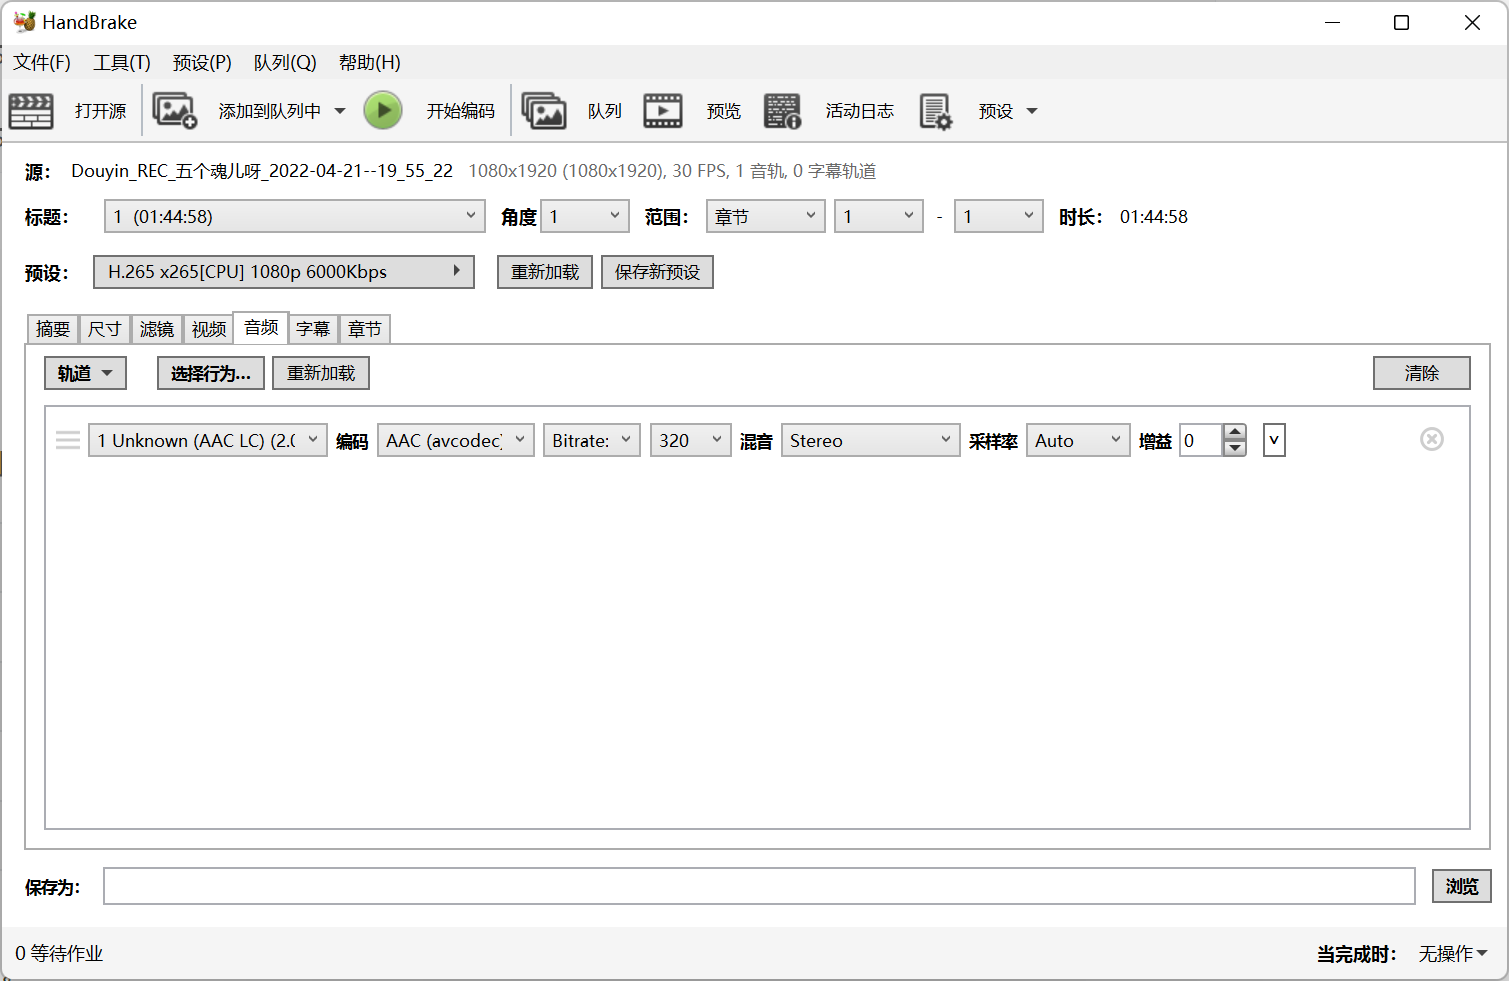 HandBrake
文件(F) 工具(T) 预设(P) 队列(Q) 帮助(H)
打开源 添加到队列中 开始编码 队列 预览 活动日志 预设
源： Douyin_REC_五个魂儿呀_2022-04-21--19_55_22 1080x1920 (1080x1920), 30 FPS, 1 音轨, 0 字幕轨道
标题： 1 (01:44:58) 角度 1 范围： 章节 1 - 1 时长： 01:44:58
预设： H.265 x265[CPU] 1080p 6000Kbps 重新加载 保存新预设
摘要 尺寸 滤镜 视频 音频 字幕 章节
轨道 选择行为... 重新加载 清除
1 Unknown (AAC LC) (2.0 编码 AAC (avcodec) Bitrate: 320 混音 Stereo 采样率 Auto 增益 0 v
保存为： 浏览
0 等待作业 当完成时： 无操作